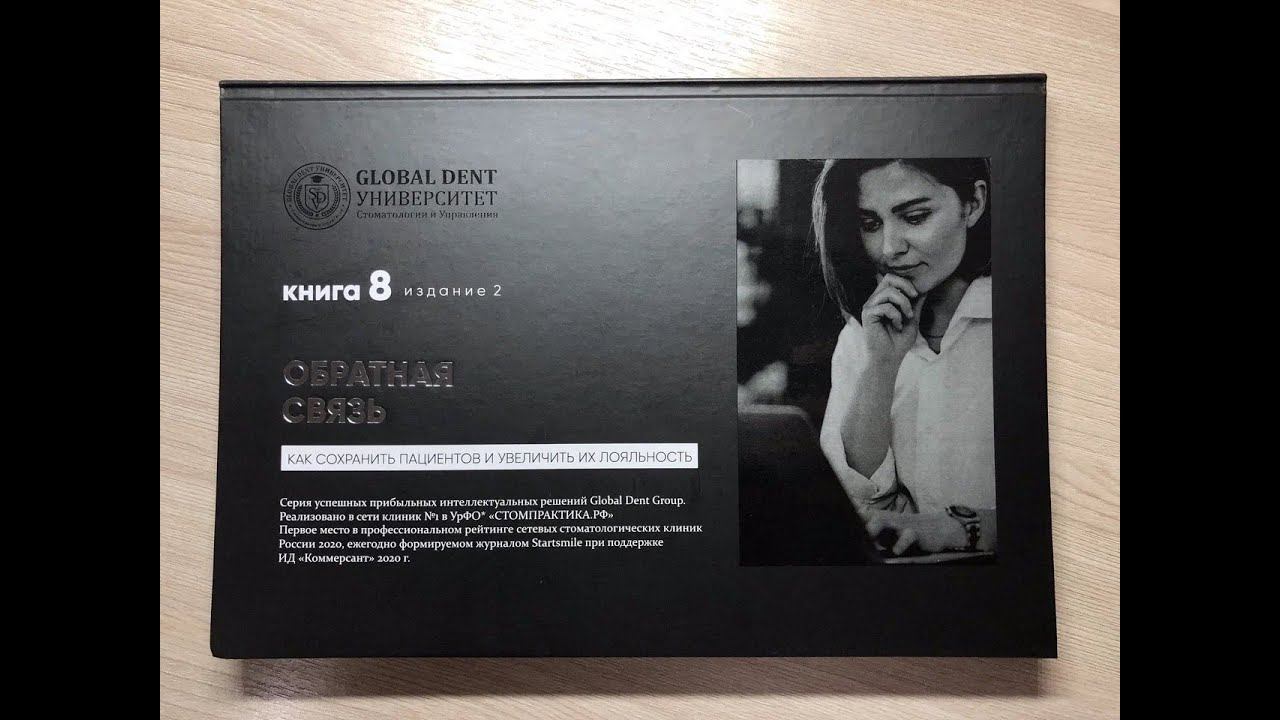 GLOBAL DENT
УНИВЕРСИТЕТ
Стоматологии и Управления
книга 8 издание 2
ОБРАТНАЯ
СВЯЗЬ
КАК СОХРАНИТЬ ПАЦИЕНТОВ И УВЕЛИЧИТЬ ИХ ЛОЯЛЬНОСТЬ
Серия успешных прибыльных интеллектуальных решений Global Dent Group.
Реализовано в сети клиник №1 в УрФО* «СТОМПРАКТИКА.РФ»
Первое место в профессиональном рейтинге сетевых стоматологических клиник
России 2020, ежегодно формируемом журналом Startsmile при поддержке
ИД «Коммерсант» 2020 г.